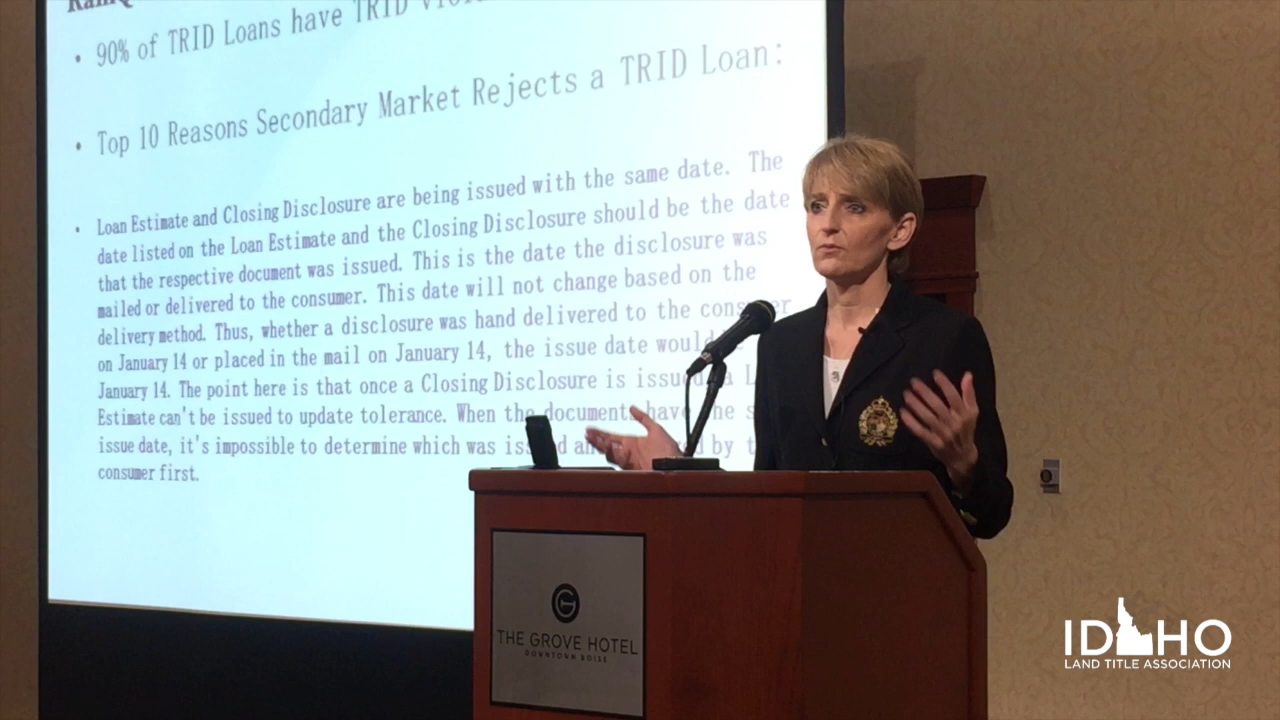 • 90% of TRID Loans have TRID
• Top 10 Reasons Secondary Market Rejects a TRID Loan:
• Loan Estimate and Closing Disclosure are being issued with the same date. The
date listed on the Loan Estimate and the Closing Disclosure should be the date
that the respective document was issued. This is the date the disclosure was
mailed or delivered to the consumer. This date will not change based on the
delivery method. Thus, whether a disclosure was hand delivered to the consumer
on January 14 or placed in the mail on January 14, the issue date would
January 14. The point here is that once a Closing Disclosure is issued
Estimate can't be issued to update tolerance. When the documents have
issue date, it's impossible to determine which was by
consumer first.
G
THE GROVE HOTEL
DOWNTOWN BOISE
IDAHO
LAND TITLE ASSOCIATION